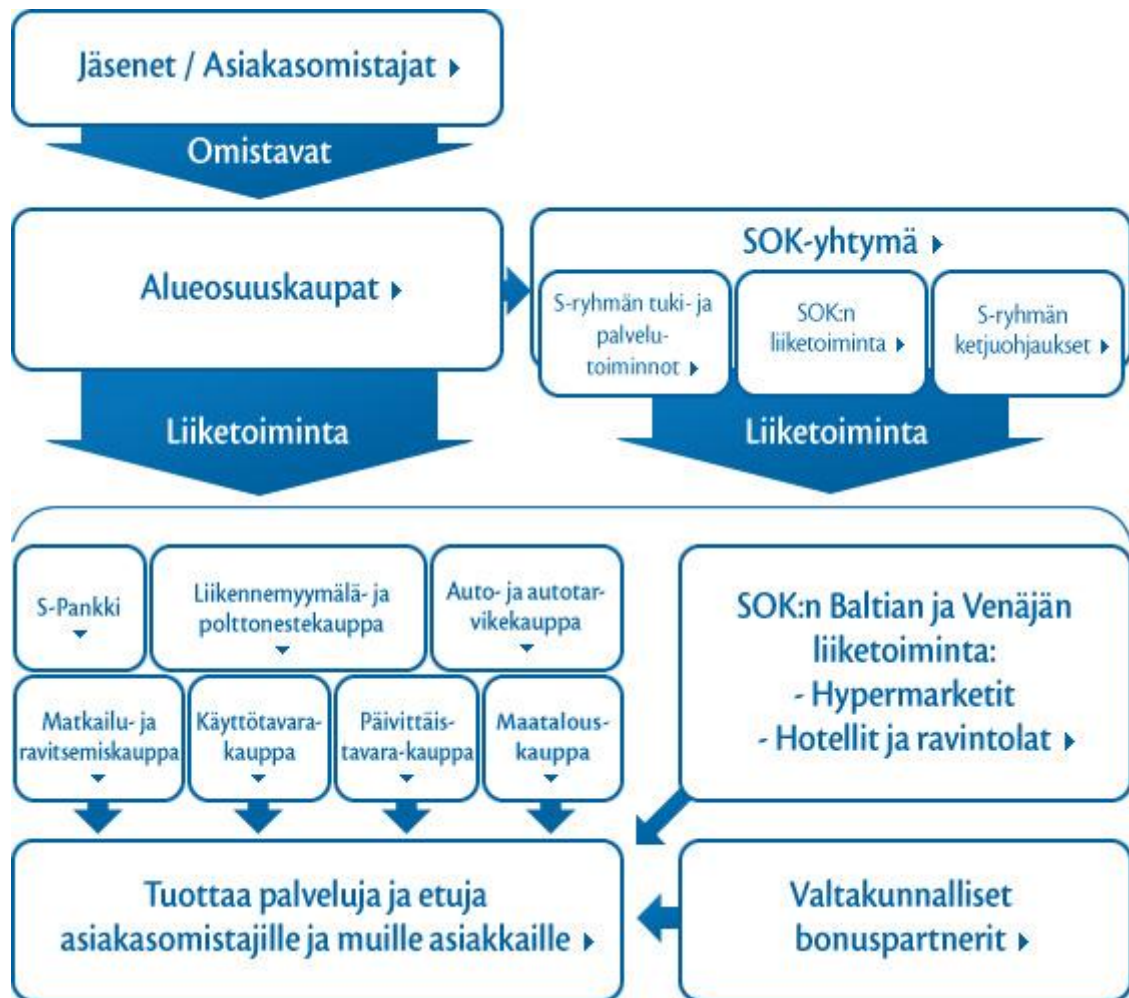 Jäsenet / Asiakasomistajat
Omistavat
Alueosuuskaupat
SOK-yhtymä
S-ryhmän tuki- ja
palvelu-
toiminnot
SOK:n
liiketoiminta
S-ryhmän
ketjuohjaukset
Liiketoiminta
Liiketoiminta
S-Pankki
Liikennemyymälä- ja
polttonestekauppa
Auto- ja autotar-
vikekauppa
Matkailu- ja
ravitsemiskauppa
Käyttötavara-
kauppa
Päivittäis-
tavara-kauppa
Maatalous-
kauppa
SOK:n Baltian ja Venäjän
liiketoiminta:
- Hypermarketit
- Hotellit ja ravintolat
Tuottaa palveluja ja etuja
asiakasomistajille ja muille asiakkaille
Valtakunnalliset
bonuspartnerit